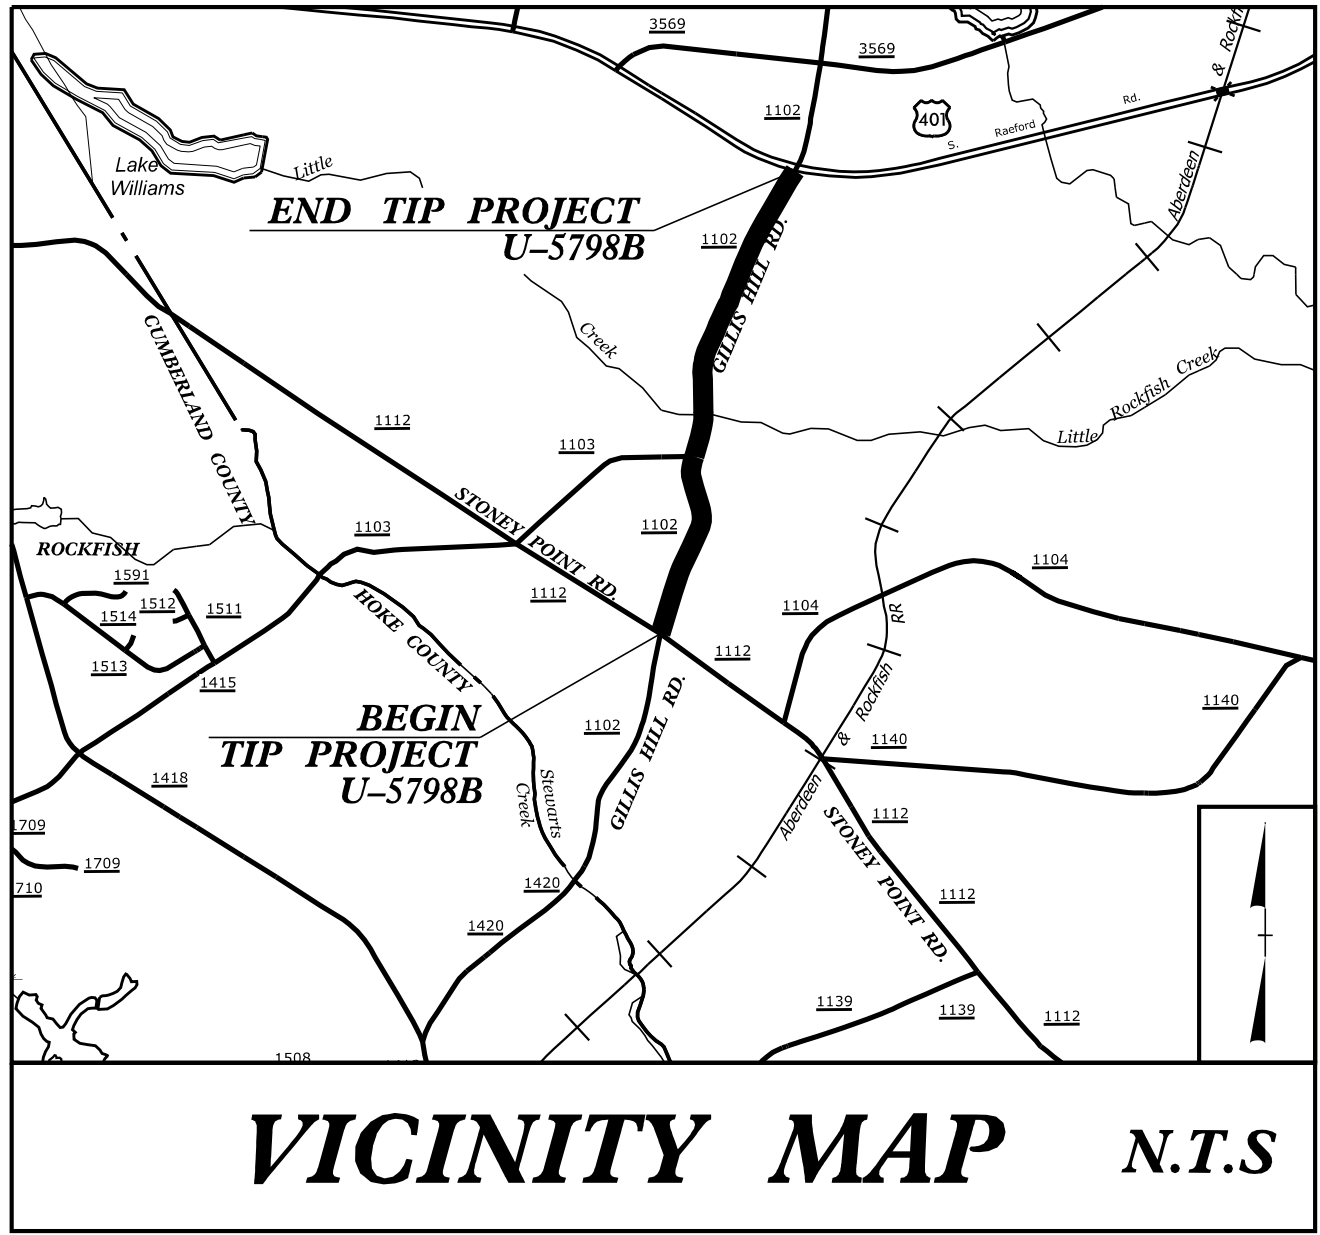 3569
3569
& Rockf
1102
401
Rd.
Raeford
S.
Lake
Williams
Little
Aberdeen
END TIP PROJECT
U-5798B
1102
GILLIS HILL RD.
Creek
CUMBERLAND COUNTY
Little Rockfish Creek
1112
1103
STONEY POINT RD.
1103
1102
ROCKFISH
1591
1512
1511
1514
1513
1415
1112
HOKE COUNTY
1104
1104
RR
1112
& Rockfish
1140
1140
BEGIN
TIP PROJECT
U-5798B
1102
GILLIS HILL RD.
Stewarts
Creek
1418
Aberdeen
1112
STONEY POINT RD.
1709
1709
710
1420
1420
1112
1139
1139
1112
1508
VICINITY MAP N.T.S